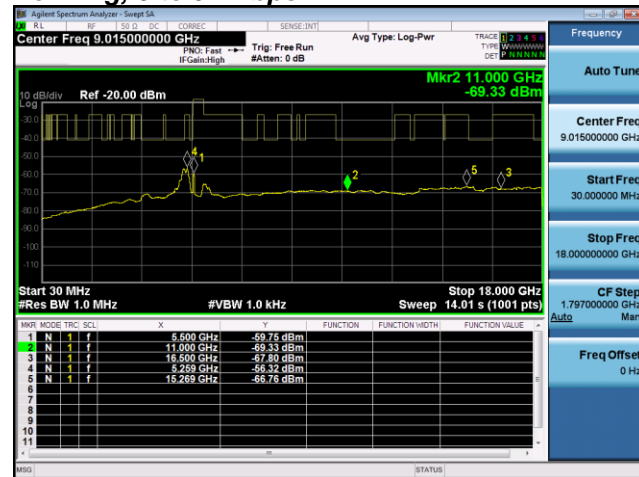 Agilent Spectrum Analyzer - Swept SA
RL RF 50 Ω DC CORREC SENSE:INT
Center Freq 9.015000000 GHz
PNO: Fast
IFGain:High
Trig: Free Run
#Atten: 0 dB
Avg Type: Log-Pwr
TRACE 1 2 3 4 5 6
TYPE WWWWWW
DET P N N N N N
Mkr2 11.000 GHz
-69.33 dBm
10 dB/div Ref -20.00 dBm
Log
-30.0
-40.0
-50.0
-60.0
-70.0
-80.0
-90.0
-100
-110
4
1
2
5
3
Start 30 MHz Stop 18.000 GHz
#Res BW 1.0 MHz #VBW 1.0 kHz Sweep 14.01 s (1001 pts)
MKR MODE TRC SCL X Y FUNCTION FUNCTION WIDTH FUNCTION VALUE
1 N 1 f 5.500 GHz -59.75 dBm
2 N 1 f 11.000 GHz -69.33 dBm
3 N 1 f 16.500 GHz -67.80 dBm
4 N 1 f 5.259 GHz -56.32 dBm
5 N 1 f 15.269 GHz -66.76 dBm
6
7
8
9
10
11
MSG STATUS
Frequency
Auto Tune
Center Freq
9.015000000 GHz
Start Freq
30.000000 MHz
Stop Freq
18.000000000 GHz
CF Step
1.797000000 GHz
Auto Man
Freq Offset
0 Hz